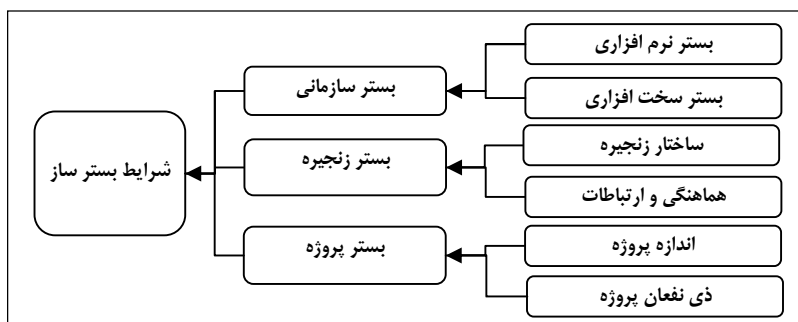 بستر نرم افزاری
بستر سازمانی
بستر سخت افزاری
شرایط بستر ساز
بستر زنجیره
ساختار زنجیره
هماهنگی و ارتباطات
بستر پروژه
اندازه پروژه
ذی نفعان پروژه